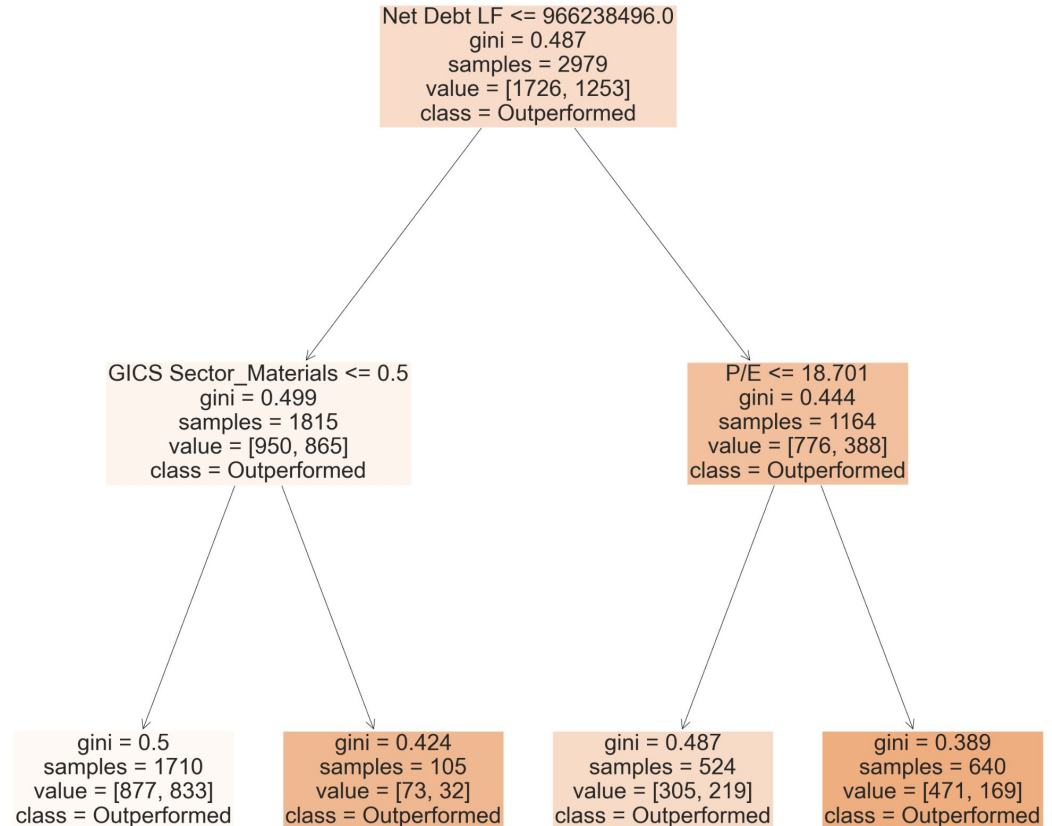 Net Debt LF <= 966238496.0
gini = 0.487
samples = 2979
value = [1726, 1253]
class = Outperformed
GICS Sector_Materials <= 0.5
gini = 0.499
samples = 1815
value = [950, 865]
class = Outperformed
P/E <= 18.701
gini = 0.444
samples = 1164
value = [776, 388]
class = Outperformed
gini = 0.5
samples = 1710
value = [877, 833]
class = Outperformed
gini = 0.424
samples = 105
value = [73, 32]
class = Outperformed
gini = 0.487
samples = 524
value = [305, 219]
class = Outperformed
gini = 0.389
samples = 640
value = [471, 169]
class = Outperformed